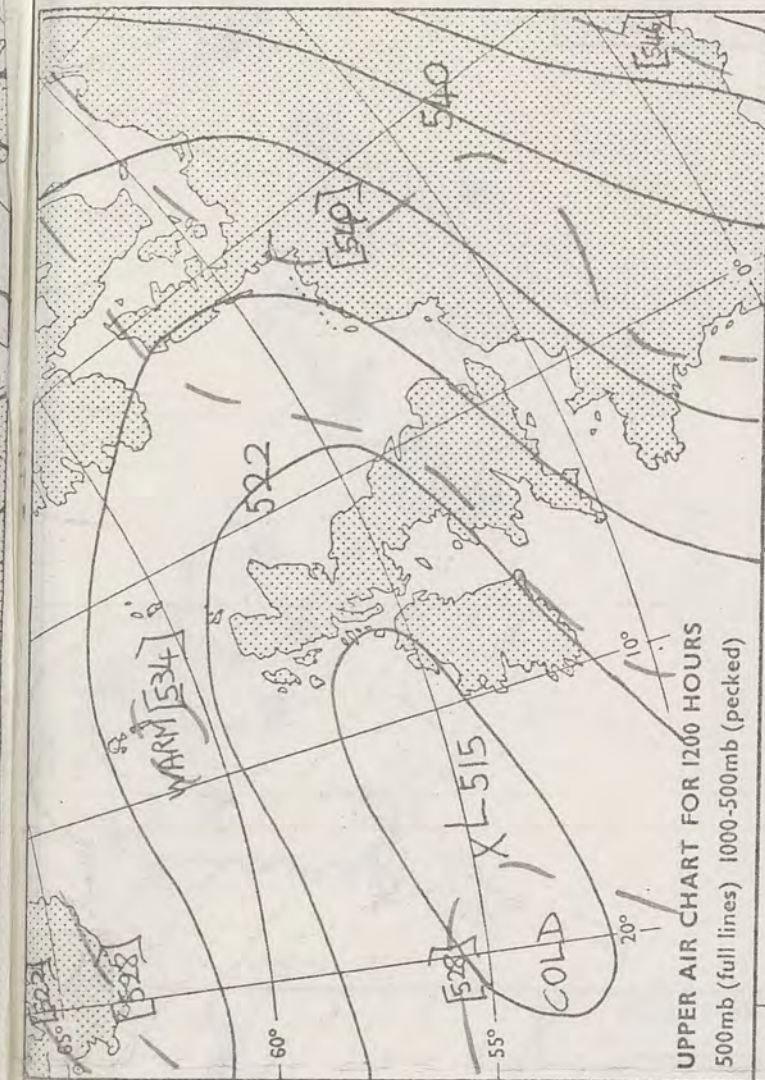 [522]
65°
[528]
WARM [534]
522
60°
[540]
540
[528]
X L515
55°
COLD
20°
10°
0°
[546]
UPPER AIR CHART FOR 1200 HOURS
500mb (full lines) 1000-500mb (pecked)